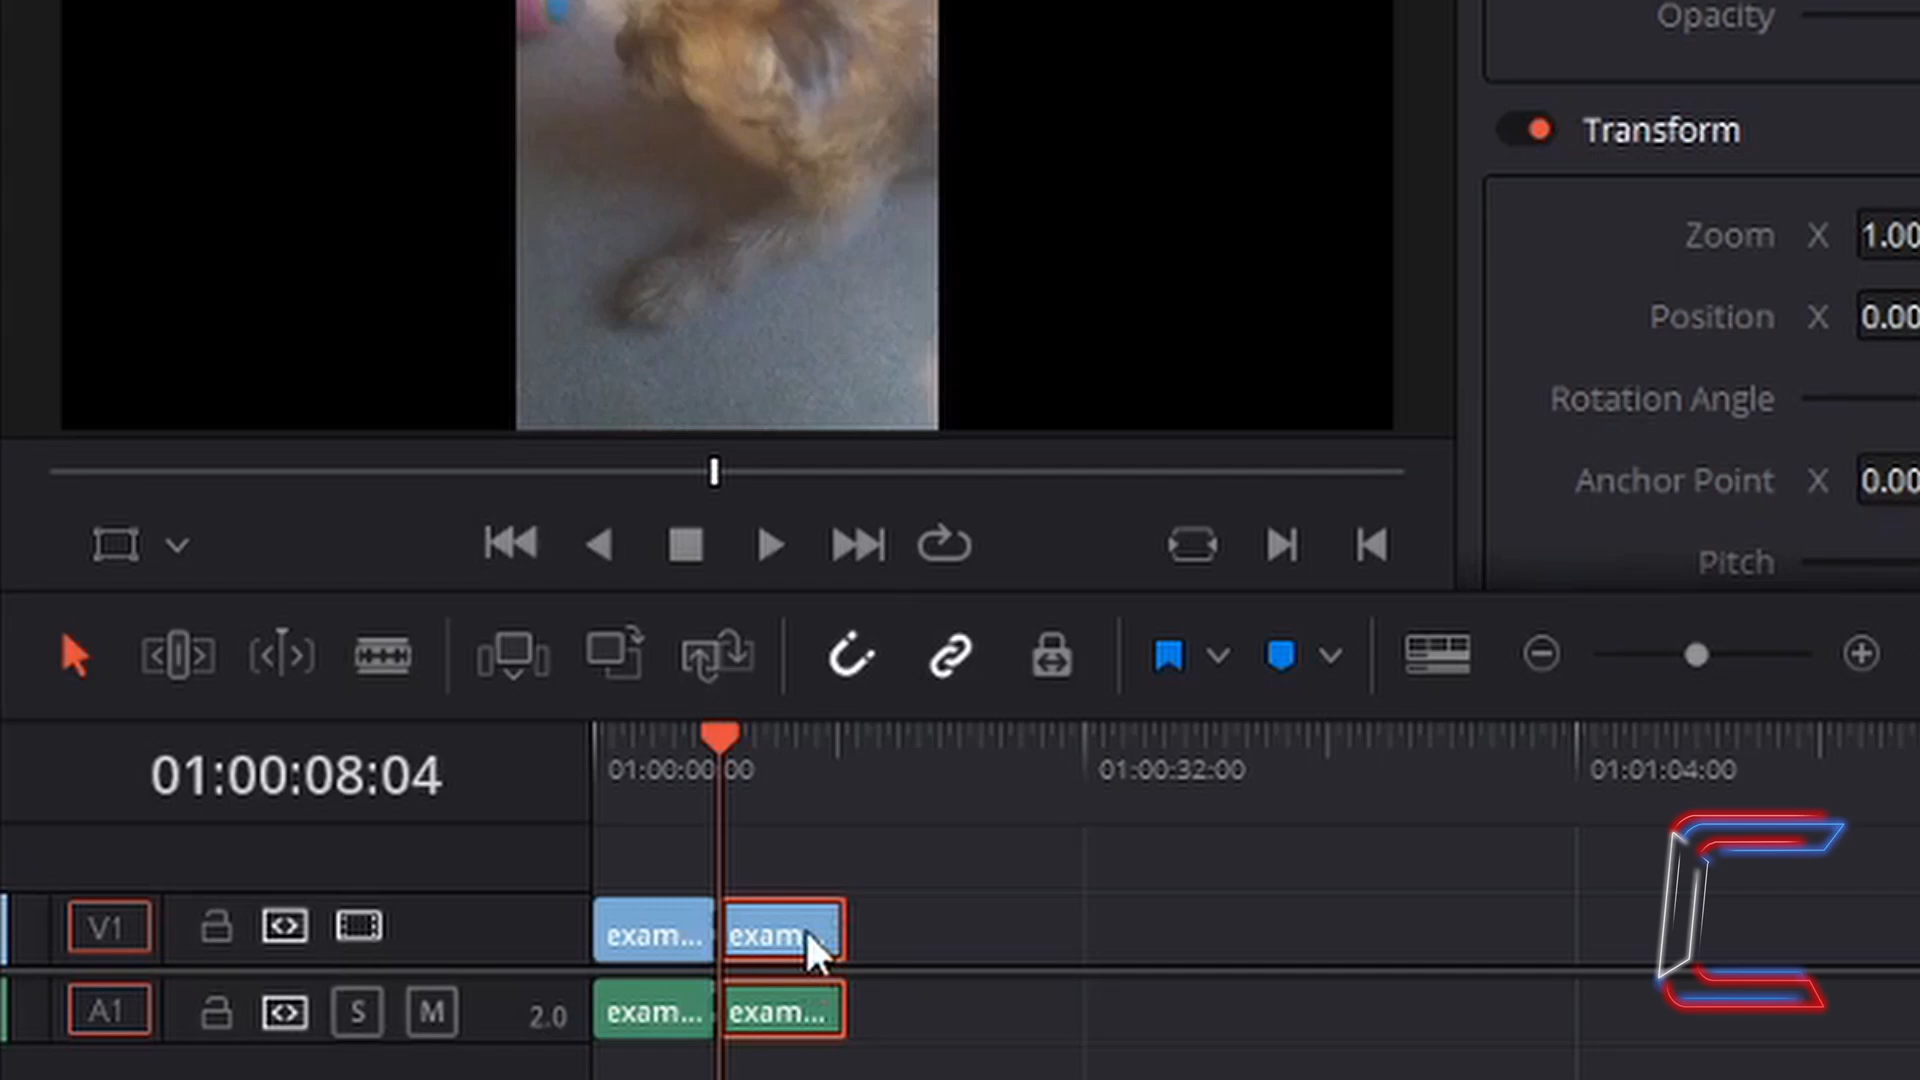 Opacity
Transform
Zoom X 1.00
Position X 0.00
Rotation Angle
Anchor Point X 0.00
Pitch
01:00:08:04
01:00:00:00 01:00:32:00 01:01:04:00
V1
exam... exam...
A1 S M 2.0
exam... exam...